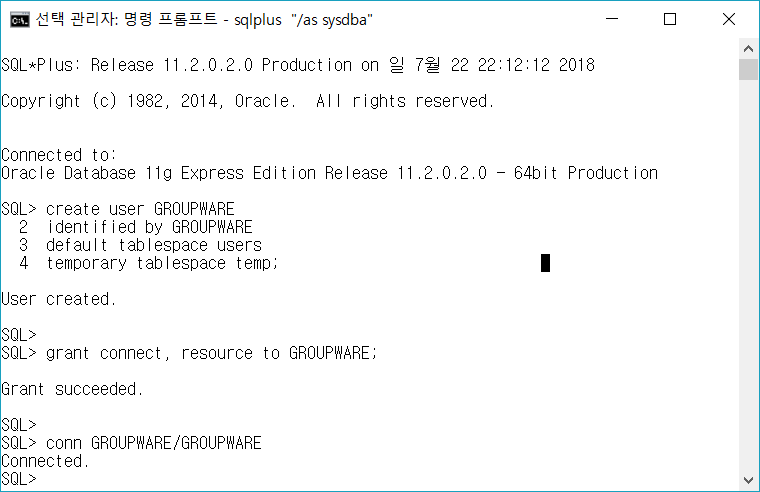 선택 관리자: 명령 프롬프트 - sqlplus  "/as sysdba"
SQL*Plus: Release 11.2.0.2.0 Production on 일 7월 22 22:12:12 2018
Copyright (c) 1982, 2014, Oracle.  All rights reserved.
Connected to:
Oracle Database 11g Express Edition Release 11.2.0.2.0 - 64bit Production
SQL> create user GROUPWARE
  2  identified by GROUPWARE
  3  default tablespace users
  4  temporary tablespace temp;
User created.
SQL>
SQL> grant connect, resource to GROUPWARE;
Grant succeeded.
SQL>
SQL> conn GROUPWARE/GROUPWARE
Connected.
SQL>